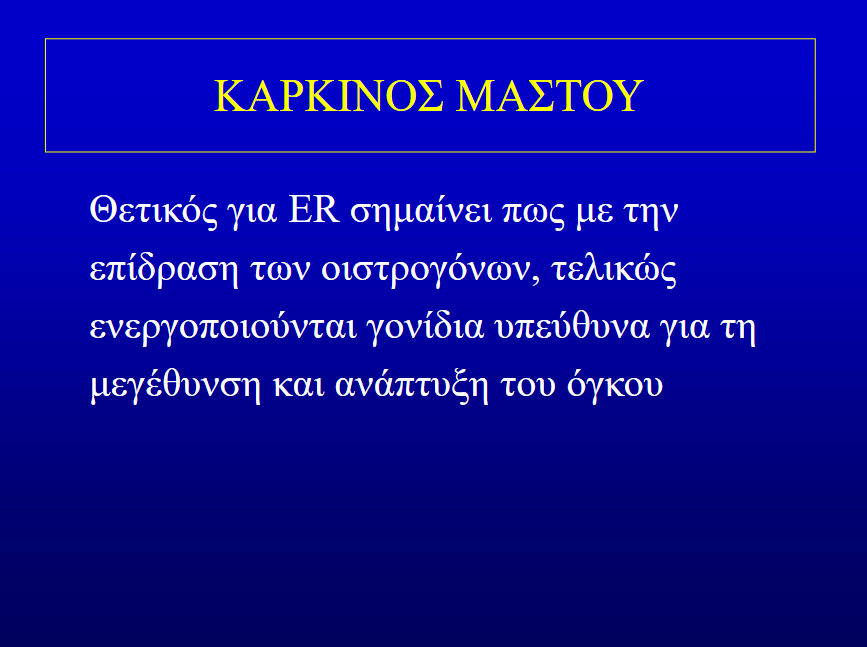 ΚΑΡΚΙΝΟΣ ΜΑΣΤΟΥ
Θετικός για ER σημαίνει πως με την
επίδραση των οιστρογόνων, τελικώς
ενεργοποιούνται γονίδια υπεύθυνα για τη
μεγέθυνση και ανάπτυξη του όγκου